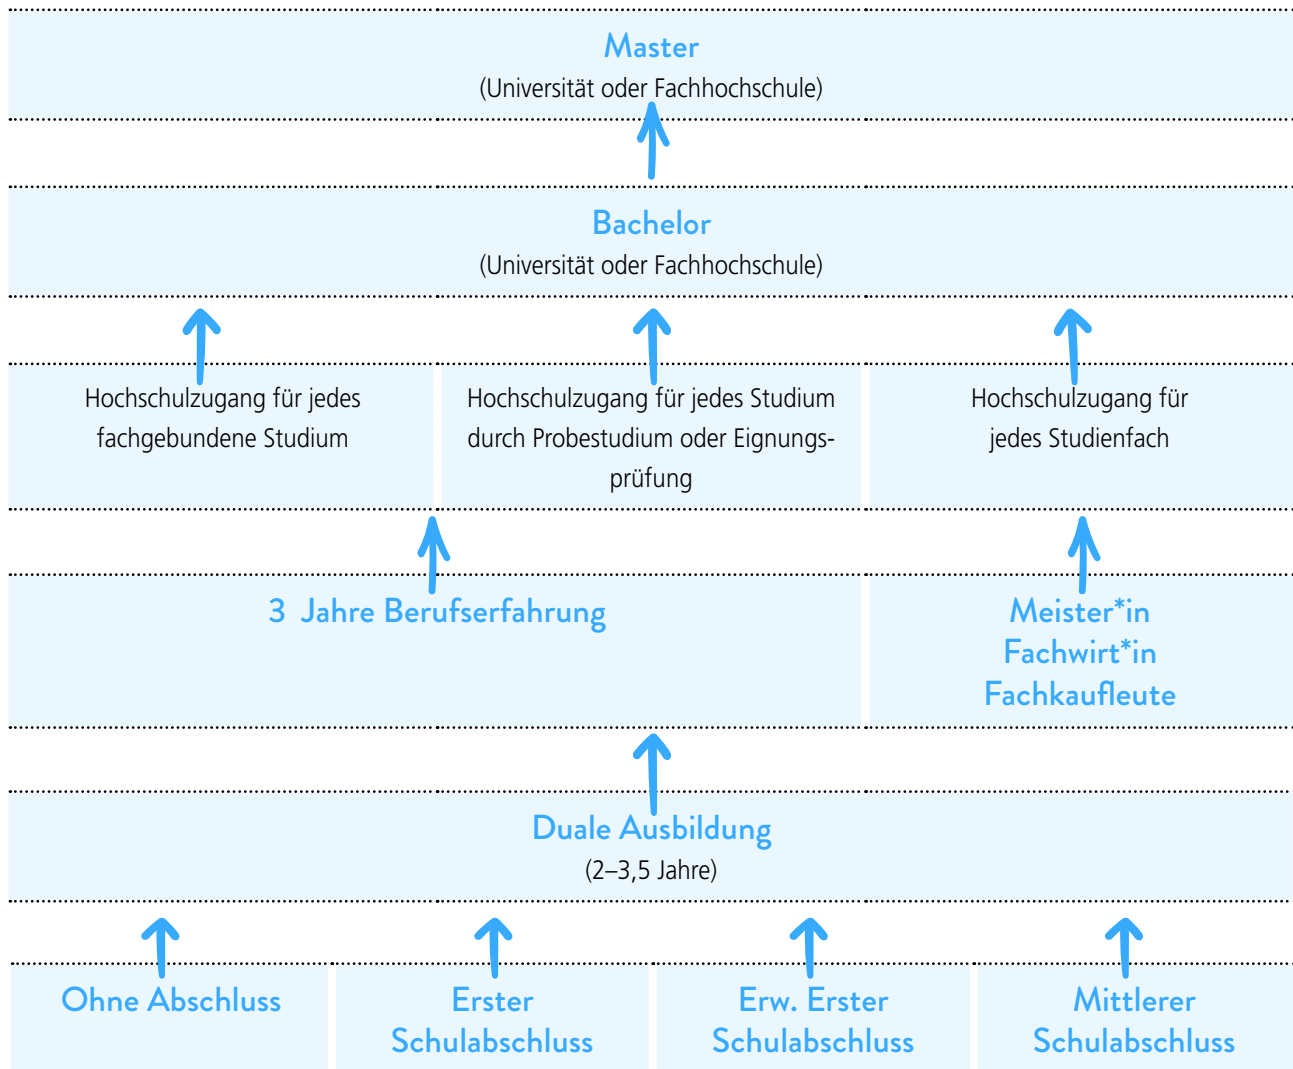 Master
(Universität oder Fachhochschule)
Bachelor
(Universität oder Fachhochschule)
Hochschulzugang für jedes
fachgebundene Studium
Hochschulzugang für jedes Studium
durch Probestudium oder Eignungs-
prüfung
Hochschulzugang für
jedes Studienfach
3 Jahre Berufserfahrung
Meister*in
Fachwirt*in
Fachkaufleute
Duale Ausbildung
(2–3,5 Jahre)
Ohne Abschluss
Erster
Schulabschluss
Erw. Erster
Schulabschluss
Mittlerer
Schulabschluss